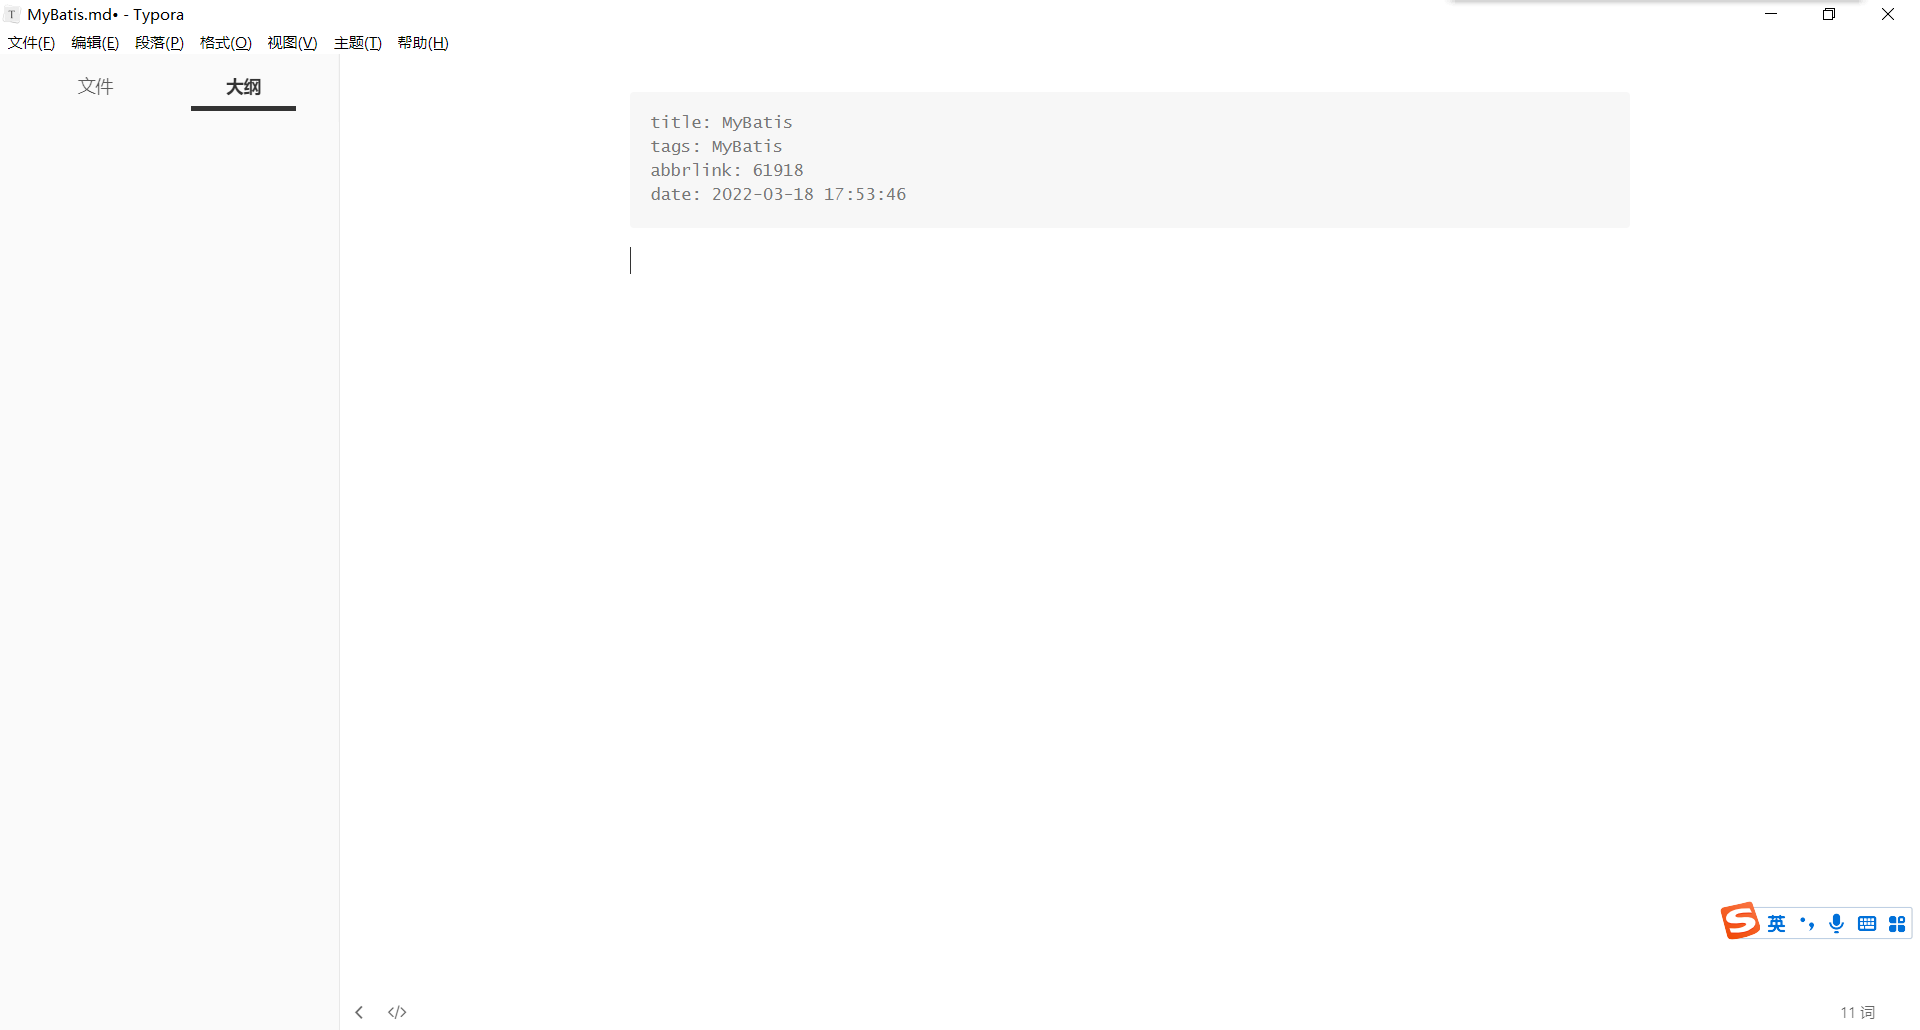 MyBatis.md• - Typora
文件(F) 编辑(E) 段落(P) 格式(O) 视图(V) 主题(T) 帮助(H)
文件 大纲
title: MyBatis
tags: MyBatis
abbrlink: 61918
date: 2022-03-18 17:53:46
英
11 词